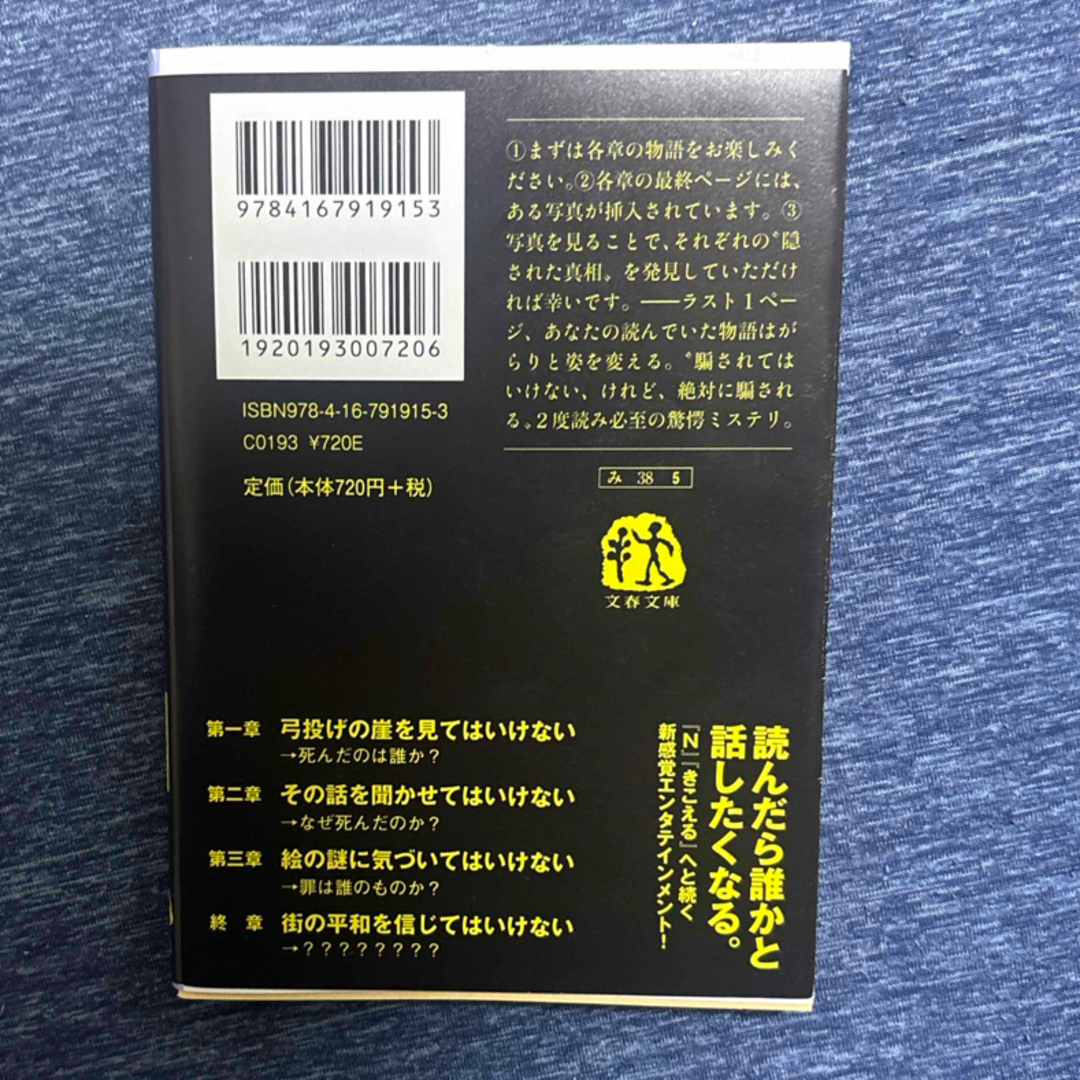 9784167919153
1920193007206
ISBN978-4-16-791915-3
C0193 ¥720E
定価(本体720円+税)
①まずは各章の物語をお楽しみく
ださい。②各章の最終ページには、
ある写真が挿入されています。③
写真を見ることで、それぞれの〝隠
された真相〟を発見していただけ
れば幸いです。――ラスト1ペー
ジ、あなたの読んでいた物語はが
らりと姿を変える。〝騙されては
いけない、けれど、絶対に騙され
る〟2度読み必至の驚愕ミステリ。
み 38 5
文春文庫
読んだら誰かと
話したくなる。
『N』『きこえる』へと続く
新感覚エンタテインメント!
第一章 弓投げの崖を見てはいけない
→死んだのは誰か?
第二章 その話を聞かせてはいけない
→なぜ死んだのか?
第三章 絵の謎に気づいてはいけない
→罪は誰のものか?
終 章 街の平和を信じてはいけない
→????????